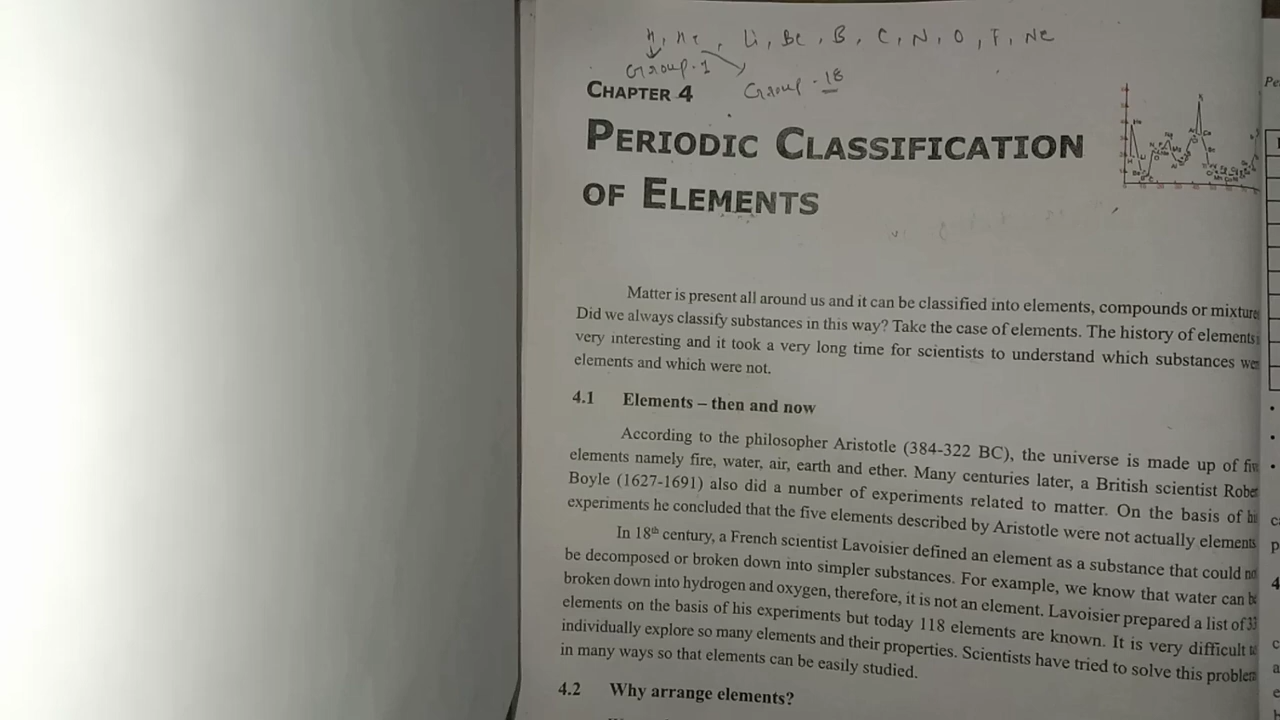 H, He, Li, Be, B, C, N, O, F, Ne
Group-1
Group-18
CHAPTER 4
PERIODIC CLASSIFICATION
OF ELEMENTS
Matter is present all around us and it can be classified into elements, compounds or mixture
Did we always classify substances in this way? Take the case of elements. The history of elements
very interesting and it took a very long time for scientists to understand which substances we
elements and which were not.
4.1 Elements – then and now
According to the philosopher Aristotle (384-322 BC), the universe is made up of fiv
elements namely fire, water, air, earth and ether. Many centuries later, a British scientist Rober
Boyle (1627-1691) also did a number of experiments related to matter. On the basis of hi
experiments he concluded that the five elements described by Aristotle were not actually elements
In 18th century, a French scientist Lavoisier defined an element as a substance that could no
be decomposed or broken down into simpler substances. For example, we know that water can be
broken down into hydrogen and oxygen, therefore, it is not an element. Lavoisier prepared a list of 33
elements on the basis of his experiments but today 118 elements are known. It is very difficult to
individually explore so many elements and their properties. Scientists have tried to solve this problem
in many ways so that elements can be easily studied.
4.2 Why arrange elements?